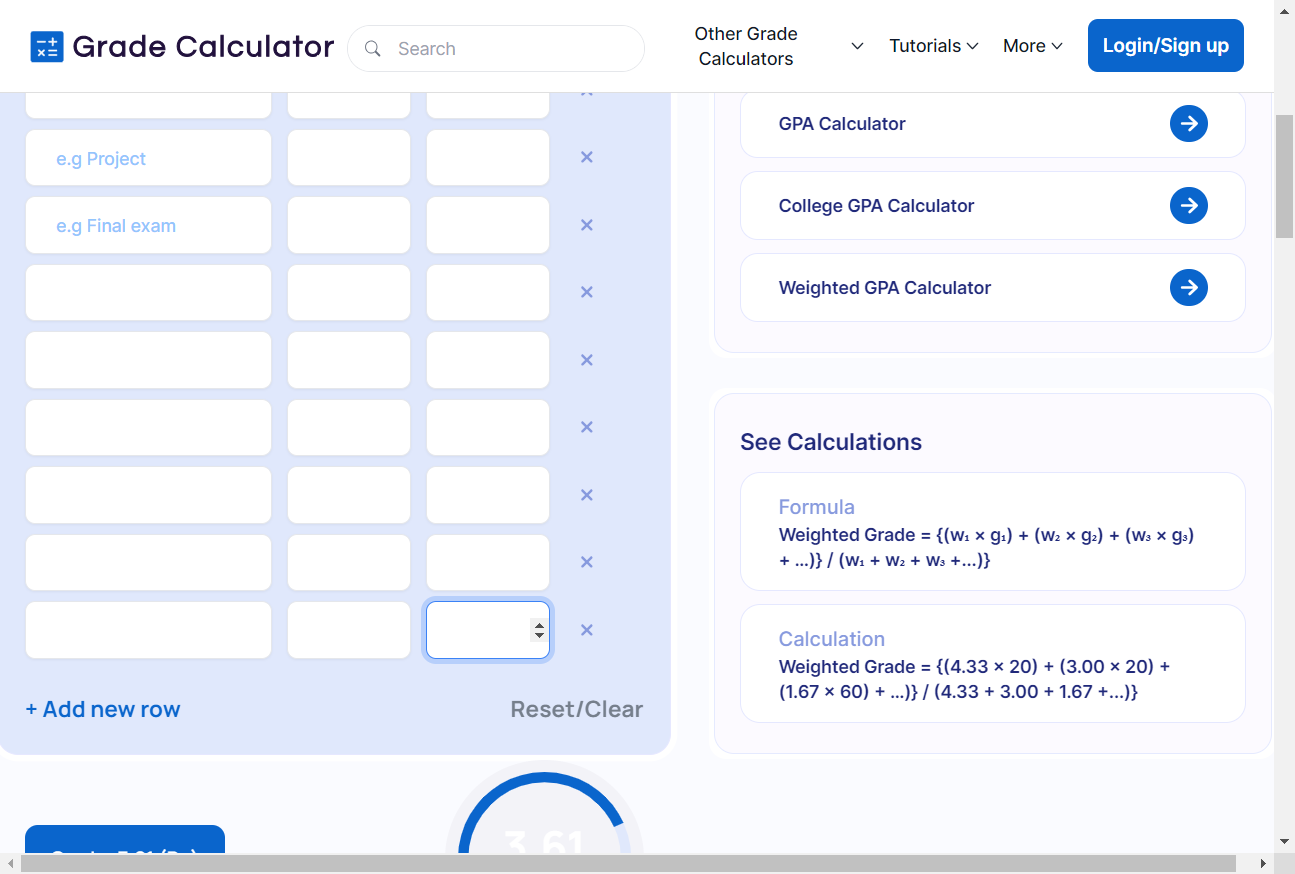 Grade Calculator
Search
Other Grade
Calculators
Tutorials
More
Login/Sign up
e.g Project
e.g Final exam
+ Add new row
Reset/Clear
GPA Calculator
College GPA Calculator
Weighted GPA Calculator
See Calculations
Formula
Weighted Grade = {(w₁ × g₁) + (w₂ × g₂) + (w₃ × g₃)
+ ...)} / (w₁ + w₂ + w₃ +...)}
Calculation
Weighted Grade = {(4.33 × 20) + (3.00 × 20) +
(1.67 × 60) + ...)} / (4.33 + 3.00 + 1.67 +...)}
3.61